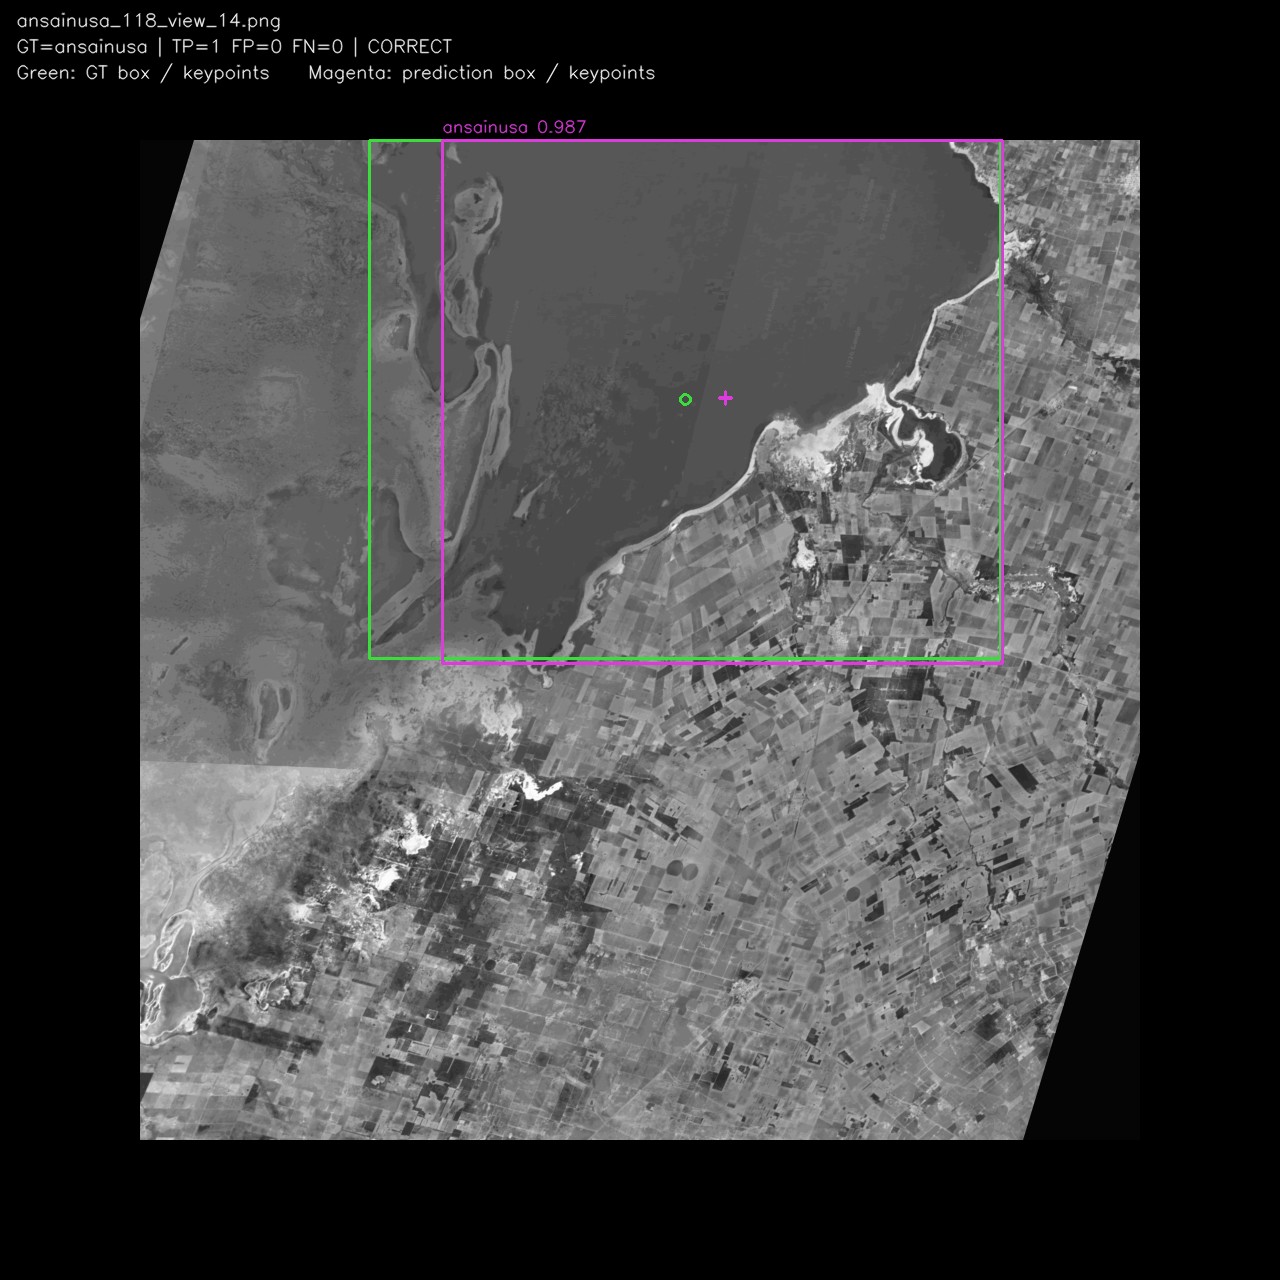 ansainusa_118_view_14.png
GT=ansainusa | TP=1 FP=0 FN=0 | CORRECT
Green: GT box / keypoints    Magenta: prediction box / keypoints
ansainusa 0.987